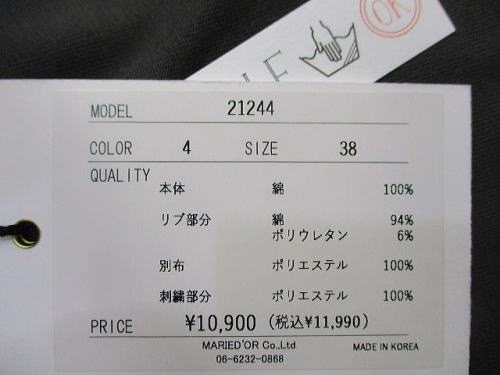 OK
MODEL 21244
COLOR 4 SIZE 38
QUALITY
本体 綿 100%
リブ部分 綿 94%
ポリウレタン 6%
別布 ポリエステル 100%
刺繍部分 ポリエステル 100%
PRICE ¥10,900 (税込¥11,990)
MARIED'OR Co.,Ltd
06-6232-0868
MADE IN KOREA